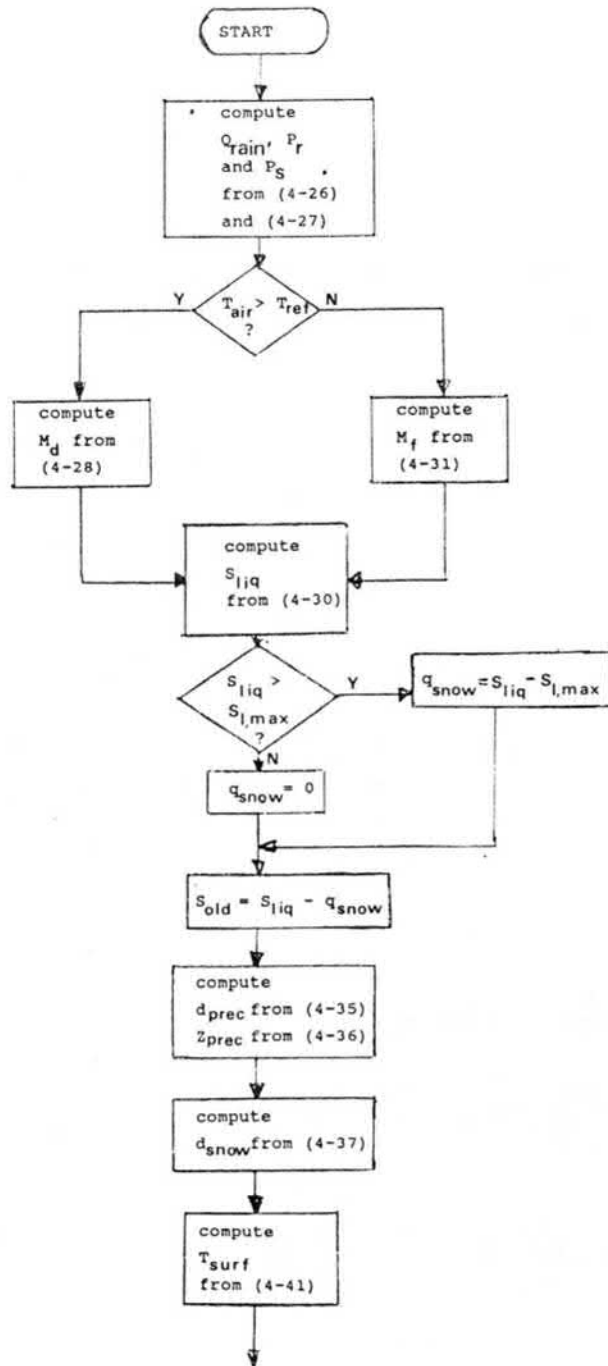 START
compute
Q_rain, P_r
and P_s
from (4-26)
and (4-27)
Y
T_air > T_ref
?
N
compute
M_d from
(4-28)
compute
M_f from
(4-31)
compute
S_liq
from (4-30)
S_liq >
S_l,max
?
Y
q_snow = S_liq - S_l,max
N
q_snow = 0
S_old = S_liq - q_snow
compute
d_prec from (4-35)
Z_prec from (4-36)
compute
d_snow from (4-37)
compute
T_surf
from (4-41)